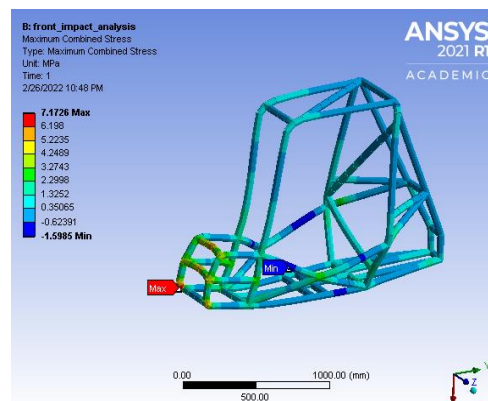 B: front_impact_analysis
Maximum Combined Stress
Type: Maximum Combined Stress
Unit: MPa
Time: 1
2/26/2022 10:48 PM
7.1726 Max
6.198
5.2235
4.2489
3.2743
2.2998
1.3252
0.35065
-0.62391
-1.5985 Min
ANSYS
2021 R1
ACADEMIC
Min
Max
0.00
1000.00 (mm)
500.00
Y
Z